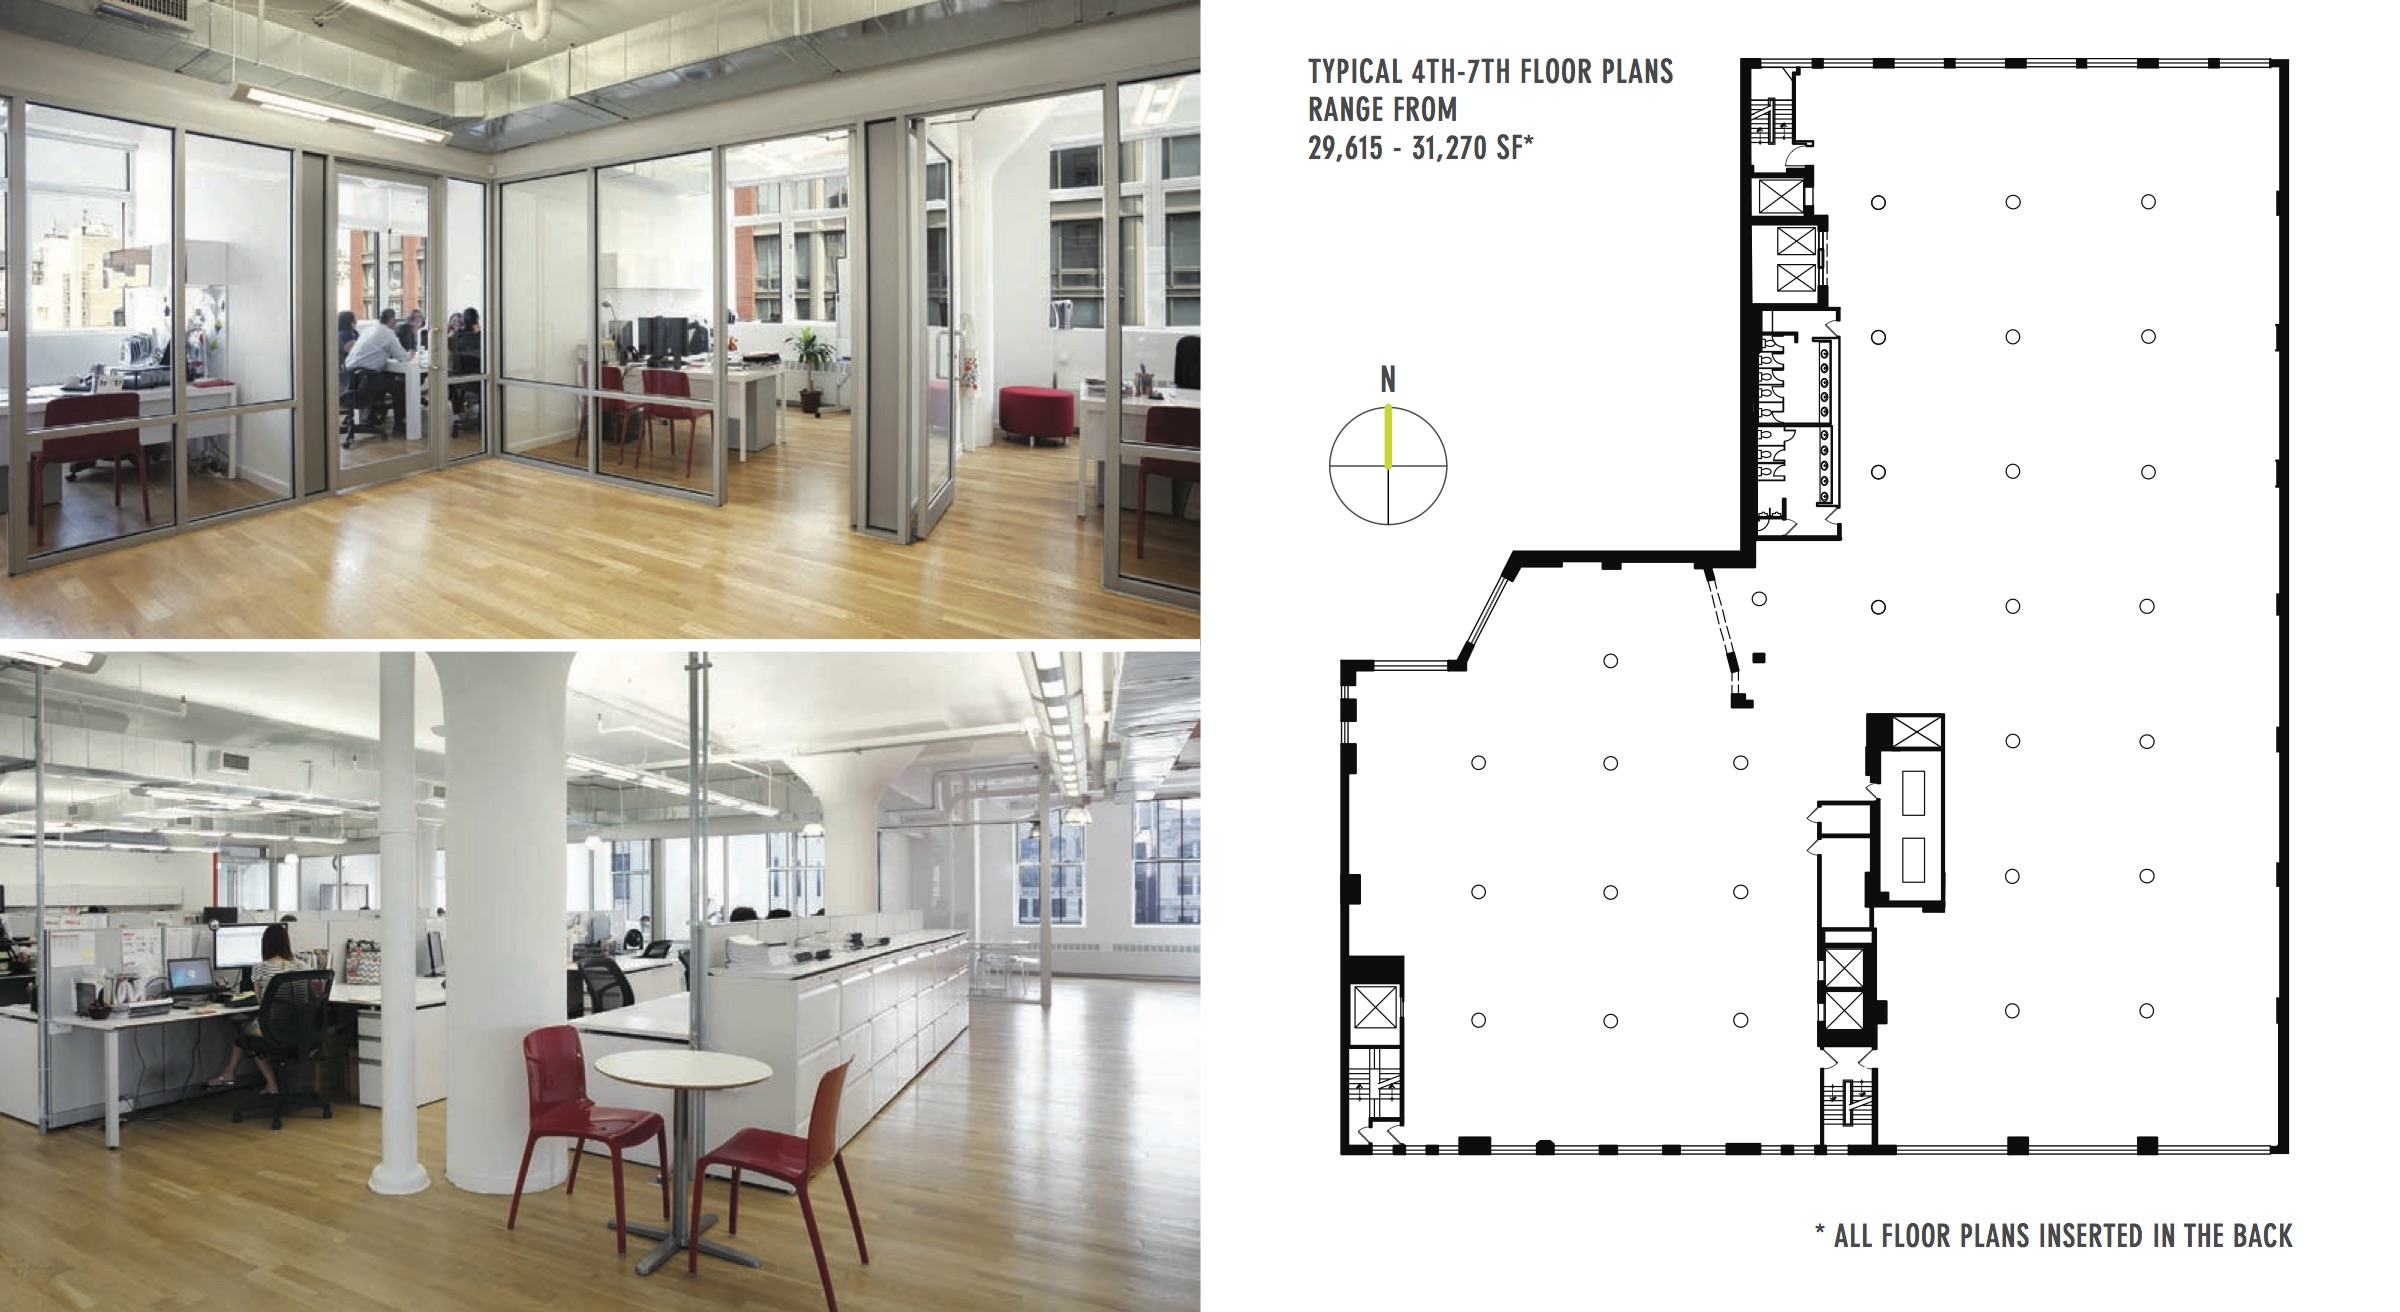 TYPICAL 4TH-7TH FLOOR PLANS
RANGE FROM
29,615 - 31,270 SF*
N
* ALL FLOOR PLANS INSERTED IN THE BACK